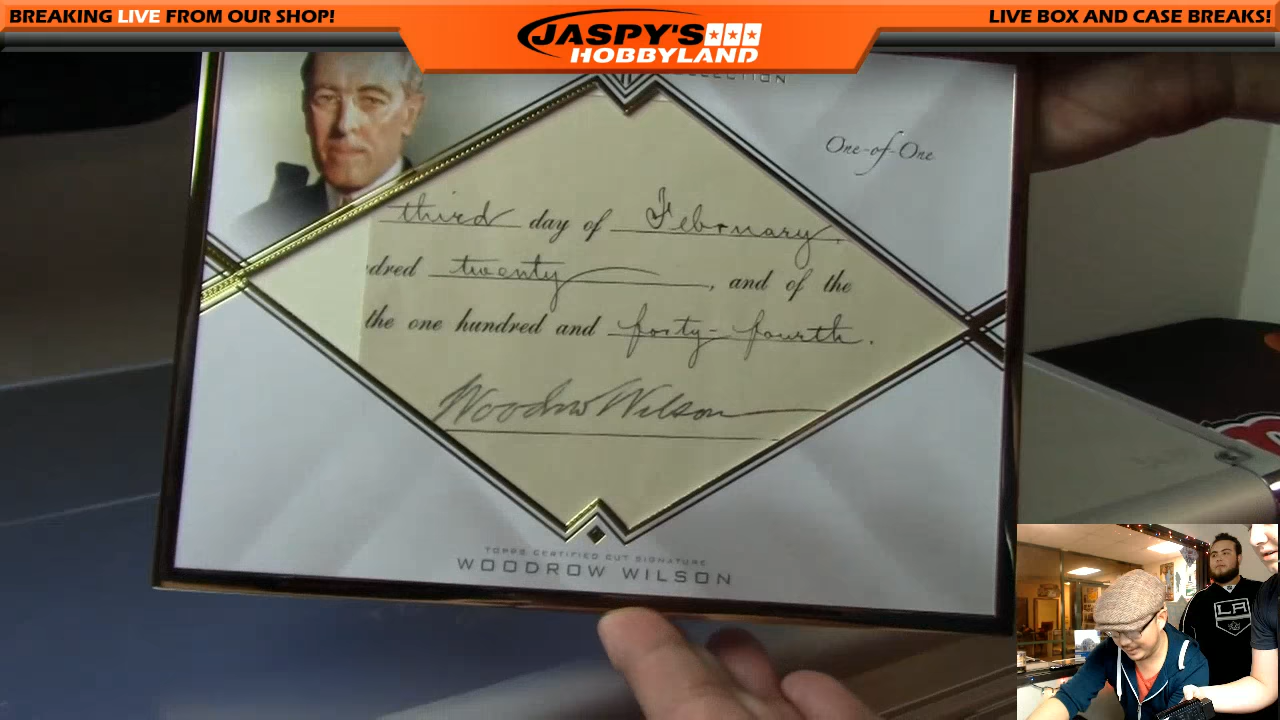 BREAKING LIVE FROM OUR SHOP!
JASPY'S
HOBBYLAND
LIVE BOX AND CASE BREAKS!
COLLECTION
One-of-One
third day of February
dred twenty, and of the
the one hundred and forty-fourth.
Woodrow Wilson
TOPPS CERTIFIED CUT SIGNATURE
WOODROW WILSON
LA